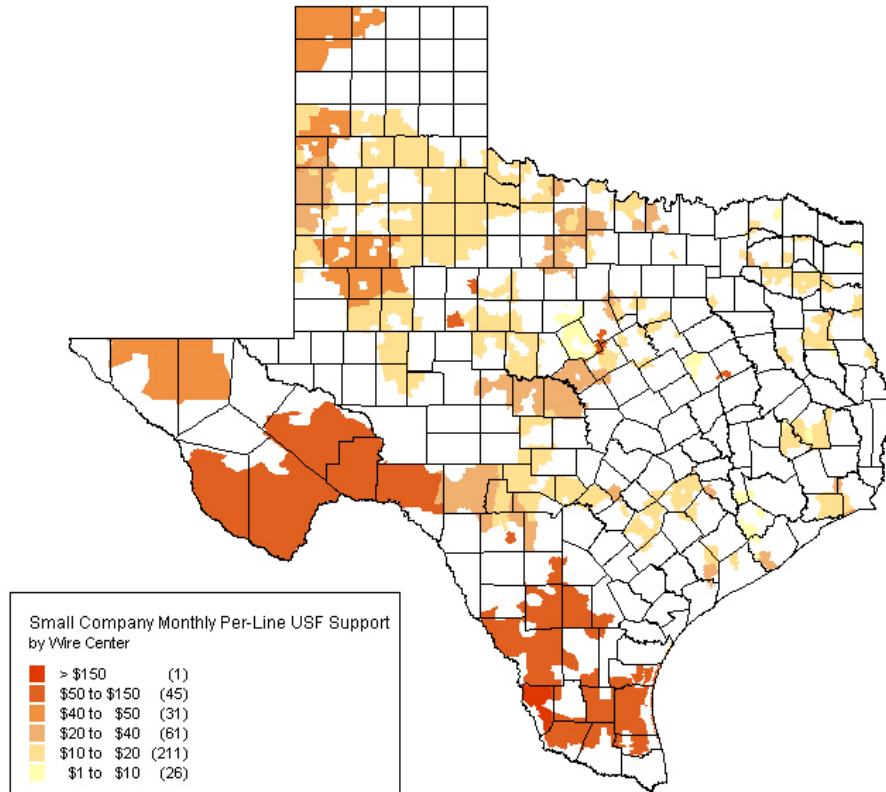 Small Company Monthly Per-Line USF Support
by Wire Center
> $150 (1)
$50 to $150 (45)
$40 to $50 (31)
$20 to $40 (61)
$10 to $20 (211)
$1 to $10 (26)